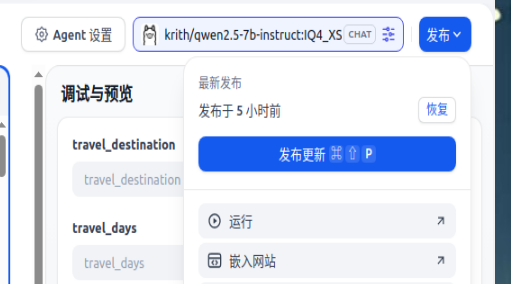 Agent 设置
krith/qwen2.5-7b-instruct:IQ4_XS CHAT
发布
调试与预览
最新发布
发布于 5 小时前
恢复
发布更新 ⌘ ⇧ P
travel_destination
travel_destination
travel_days
travel_days
运行
嵌入网站